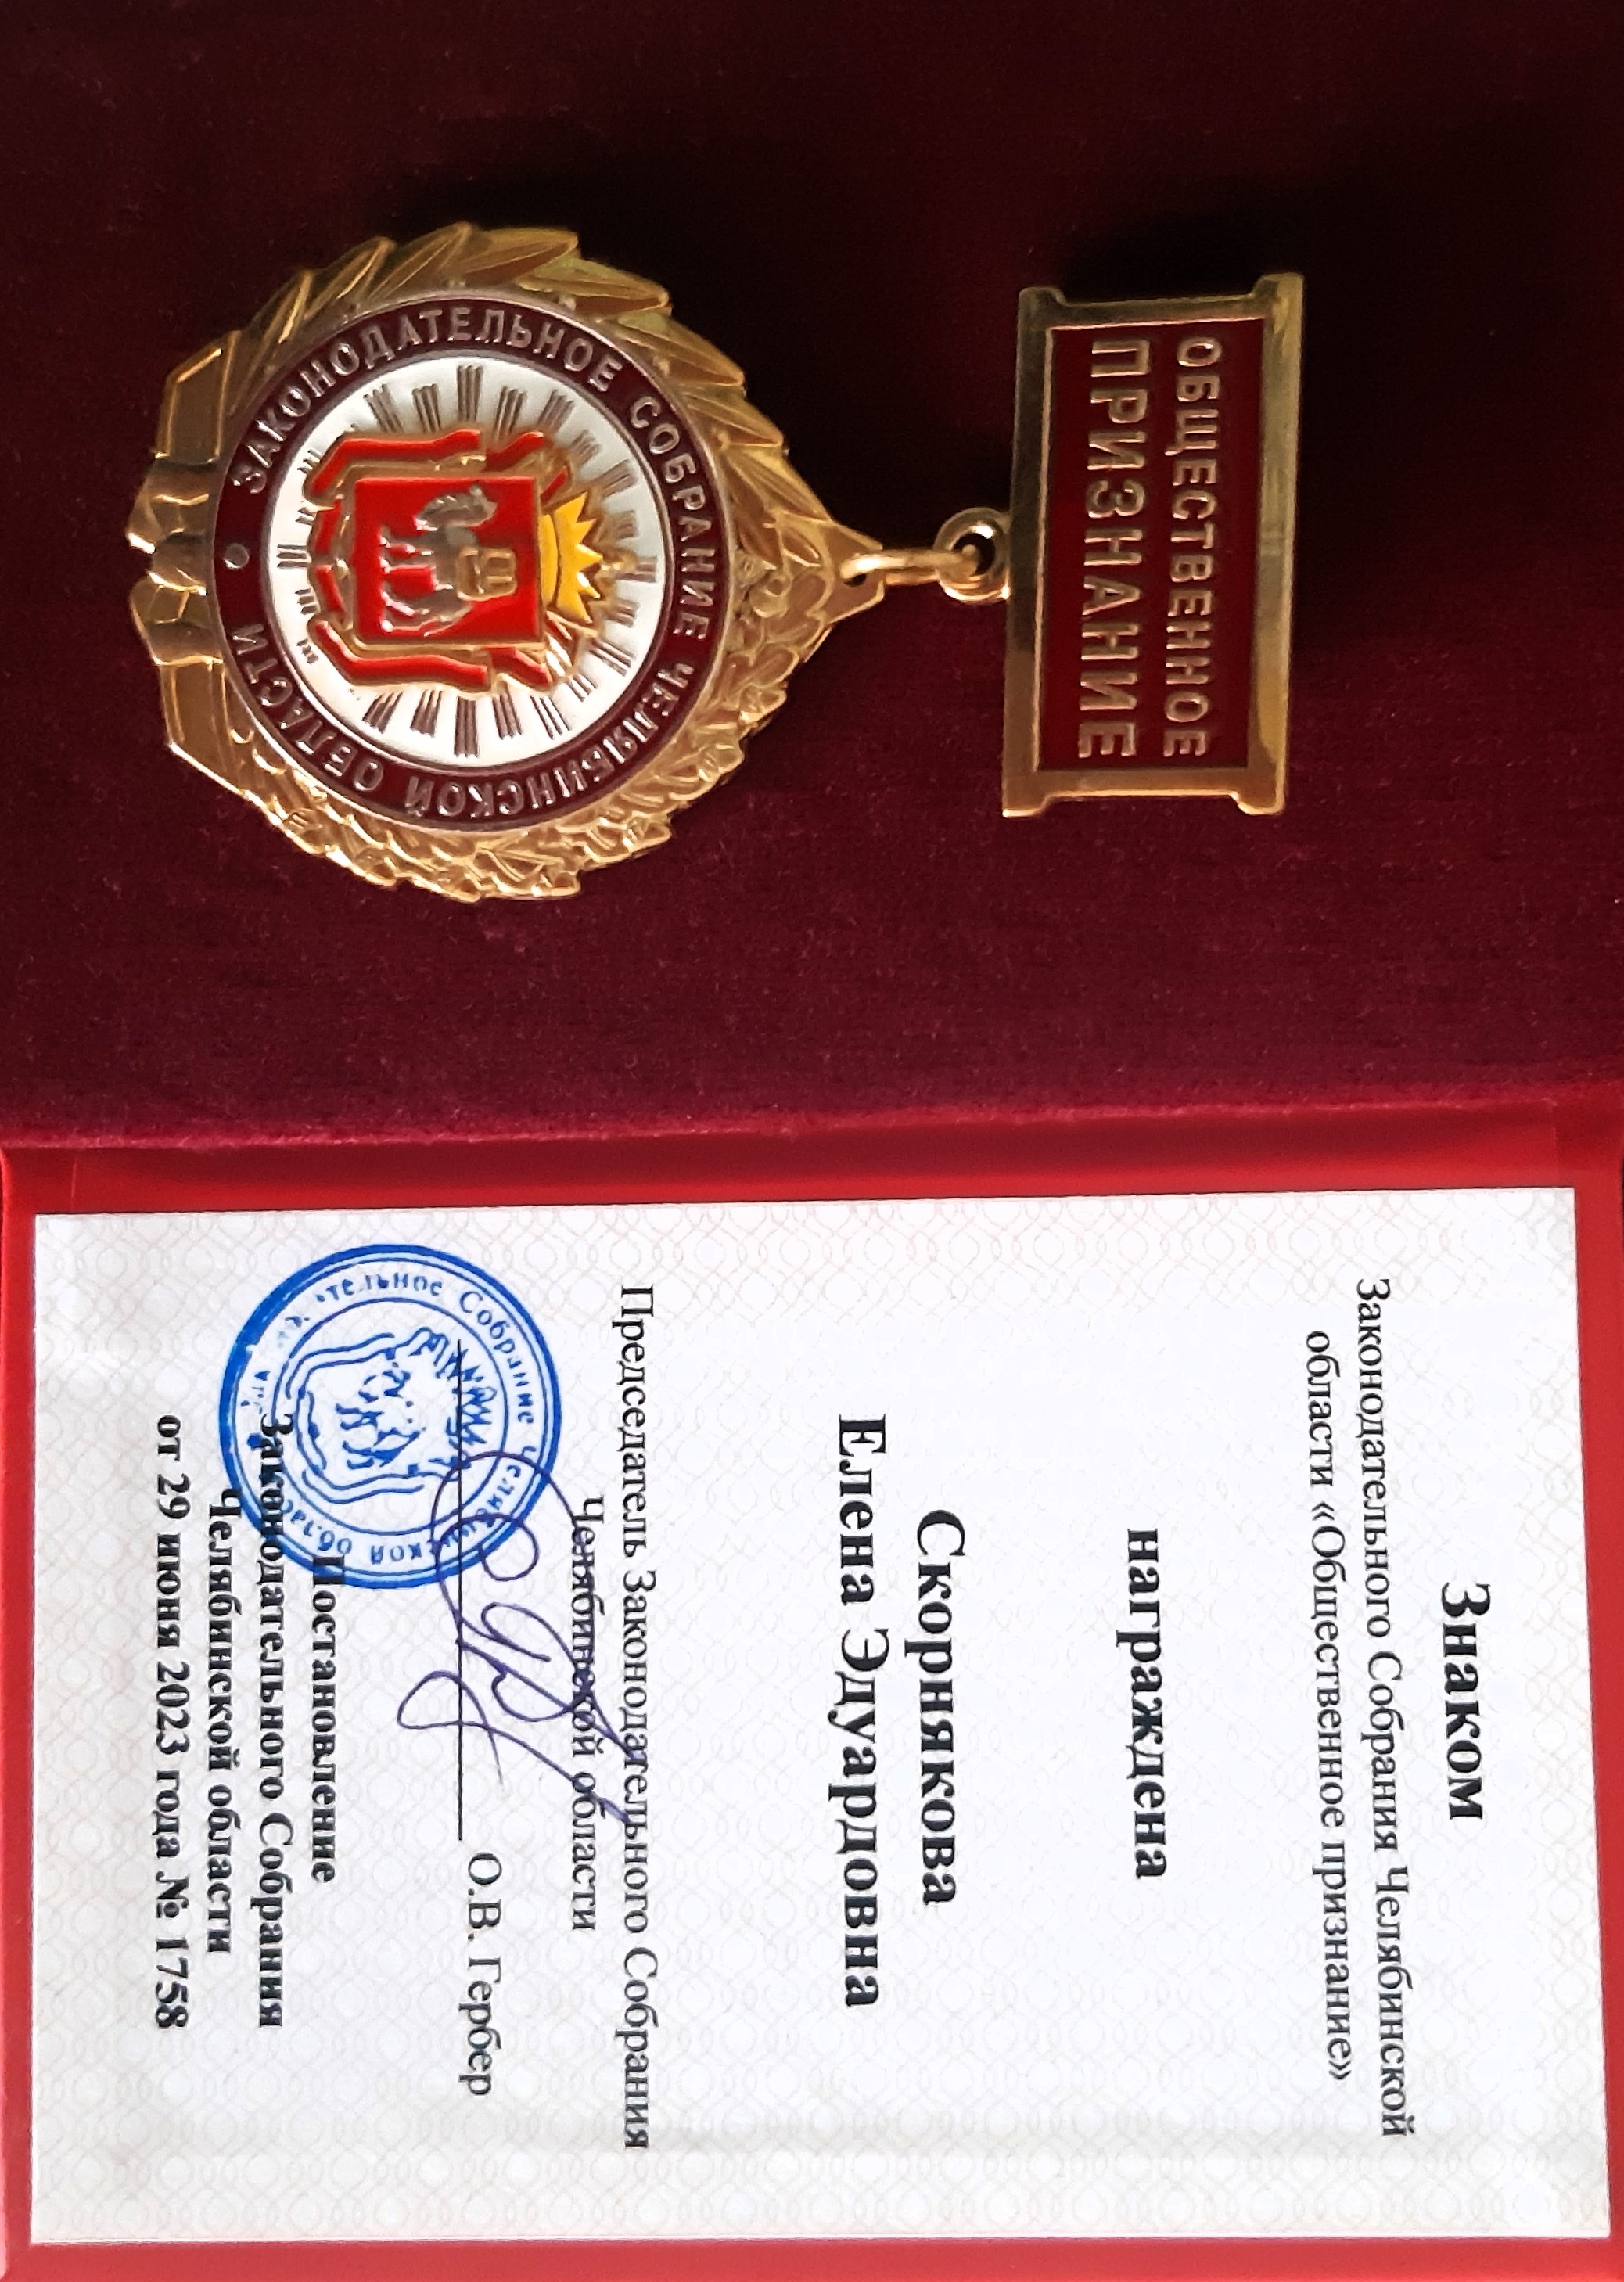 ОБЩЕСТВЕННОЕ
ПРИЗНАНИЕ
ЗАКОНОДАТЕЛЬНОЕ СОБРАНИЕ ЧЕЛЯБИНСКОЙ ОБЛАСТИ
Знаком
Законодательного Собрания Челябинской
области «Общественное признание»
награждена
Скорнякова
Елена Эдуардовна
Председатель Законодательного Собрания
Челябинской области
О.В. Гербер
Постановление
Законодательного Собрания
Челябинской области
от 29 июня 2023 года № 1758
Собрание